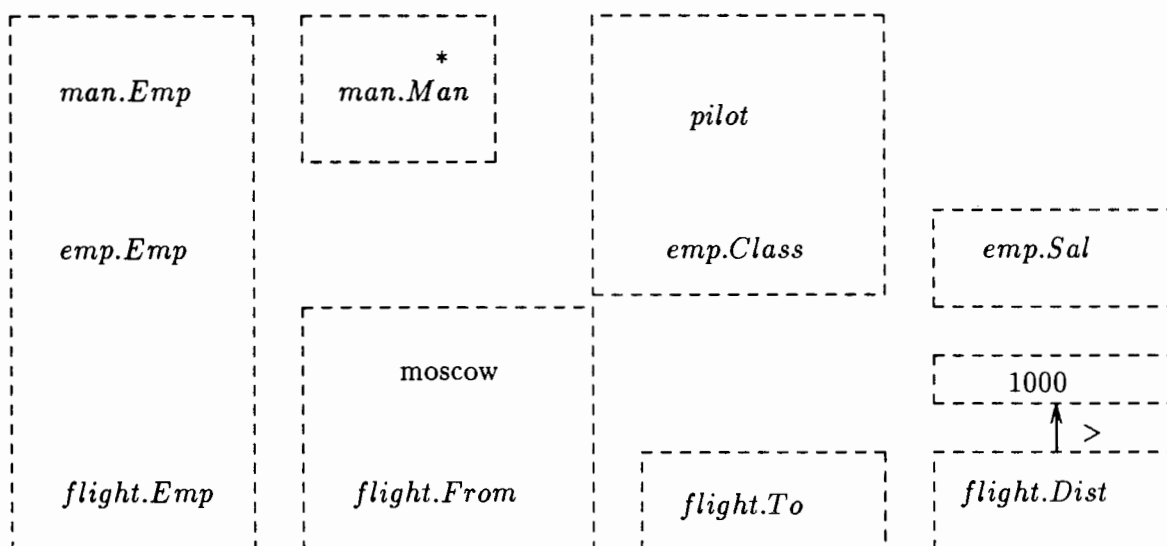 *
man.Emp man.Man
pilot
emp.Emp emp.Class emp.Sal
moscow 1000
>
flight.Emp flight.From flight.To flight.Dist